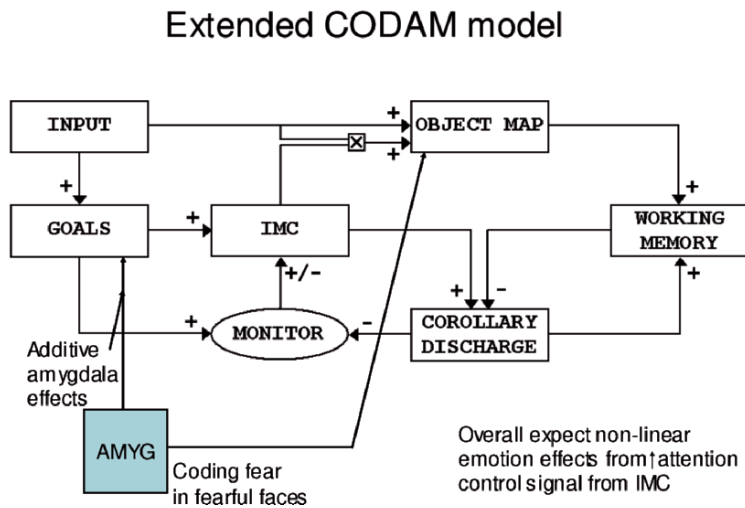 Extended CODAM model
INPUT
OBJECT MAP
+
+
+
+
GOALS
+
IMC
WORKING
MEMORY
+/-
+
-
+
+
MONITOR
-
COROLLARY
DISCHARGE
Additive
amygdala
effects
AMYG
Coding fear
in fearful faces
Overall expect non-linear
emotion effects from↑attention
control signal from IMC